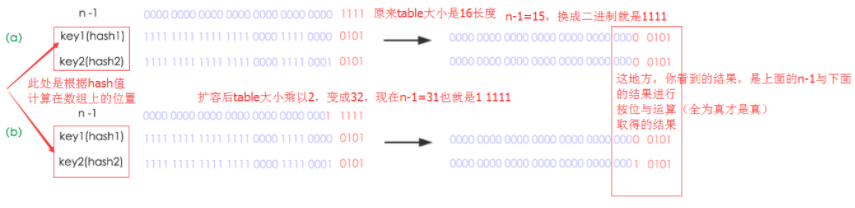 n-1 0000 0000 0000 0000 0000 0000 0000 1111 原来table大小是16长度 n-1=15，换成二进制就是1111
(a) key1(hash1) 1111 1111 1111 1111 0000 1111 0000 0101 0000 0000 0000 0000 0000 0000 0000 0101
key2(hash2) 1111 1111 1111 1111 0000 1111 0001 0101 0000 0000 0000 0000 0000 0000 0000 0101
此处是根据hash值
计算在数组上的位置
扩容后table大小乘以2，变成32，现在n-1=31也就是1 1111
这地方，你看到的结果，是上面的n-1与下面
的结果进行
按位与运算（全为真才是真）
取得的结果
n-1 0000 0000 0000 0000 0000 0000 0001 1111
(b) key1(hash1) 1111 1111 1111 1111 0000 1111 0000 0101 0000 0000 0000 0000 0000 0000 0000 0101
key2(hash2) 1111 1111 1111 1111 0000 1111 0001 0101 0000 0000 0000 0000 0000 0000 0001 0101